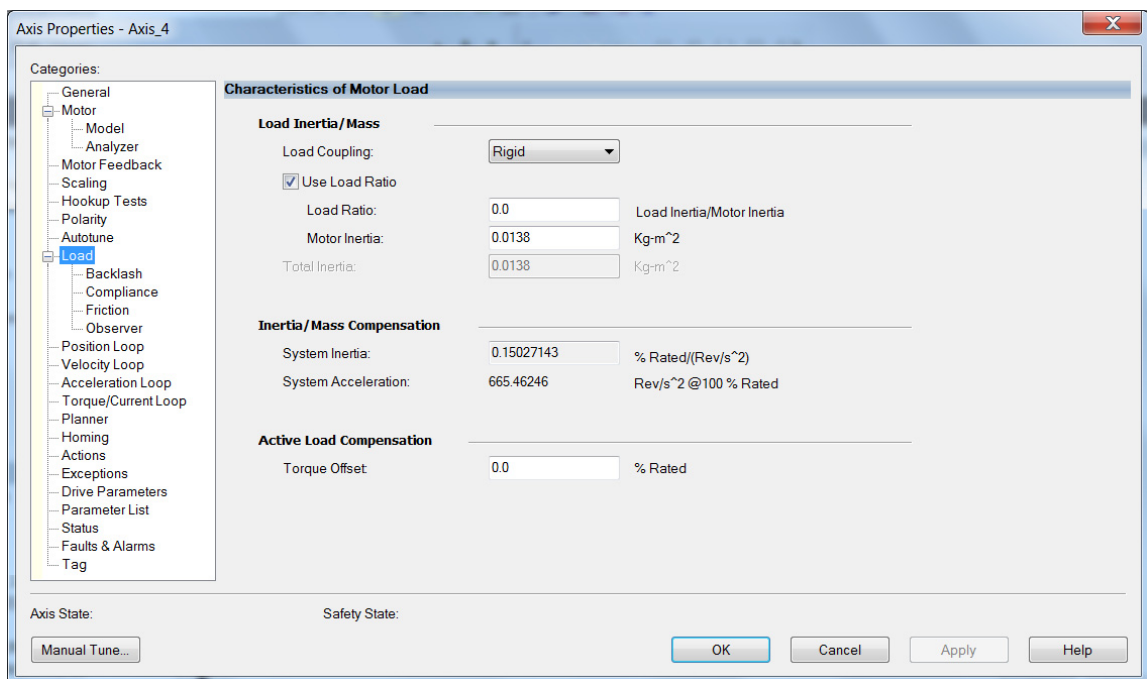 Axis Properties - Axis_4
Categories:
General
Motor
Model
Analyzer
Motor Feedback
Scaling
Hookup Tests
Polarity
Autotune
Load
Backlash
Compliance
Friction
Observer
Position Loop
Velocity Loop
Acceleration Loop
Torque/Current Loop
Planner
Homing
Actions
Exceptions
Drive Parameters
Parameter List
Status
Faults & Alarms
Tag
Characteristics of Motor Load
Load Inertia/Mass
Load Coupling: Rigid
Use Load Ratio
Load Ratio: 0.0 Load Inertia/Motor Inertia
Motor Inertia: 0.0138 Kg-m^2
Total Inertia: 0.0138 Kg-m^2
Inertia/Mass Compensation
System Inertia: 0.15027143 % Rated/(Rev/s^2)
System Acceleration: 665.46246 Rev/s^2 @100 % Rated
Active Load Compensation
Torque Offset: 0.0 % Rated
Axis State: Safety State:
Manual Tune... OK Cancel Apply Help